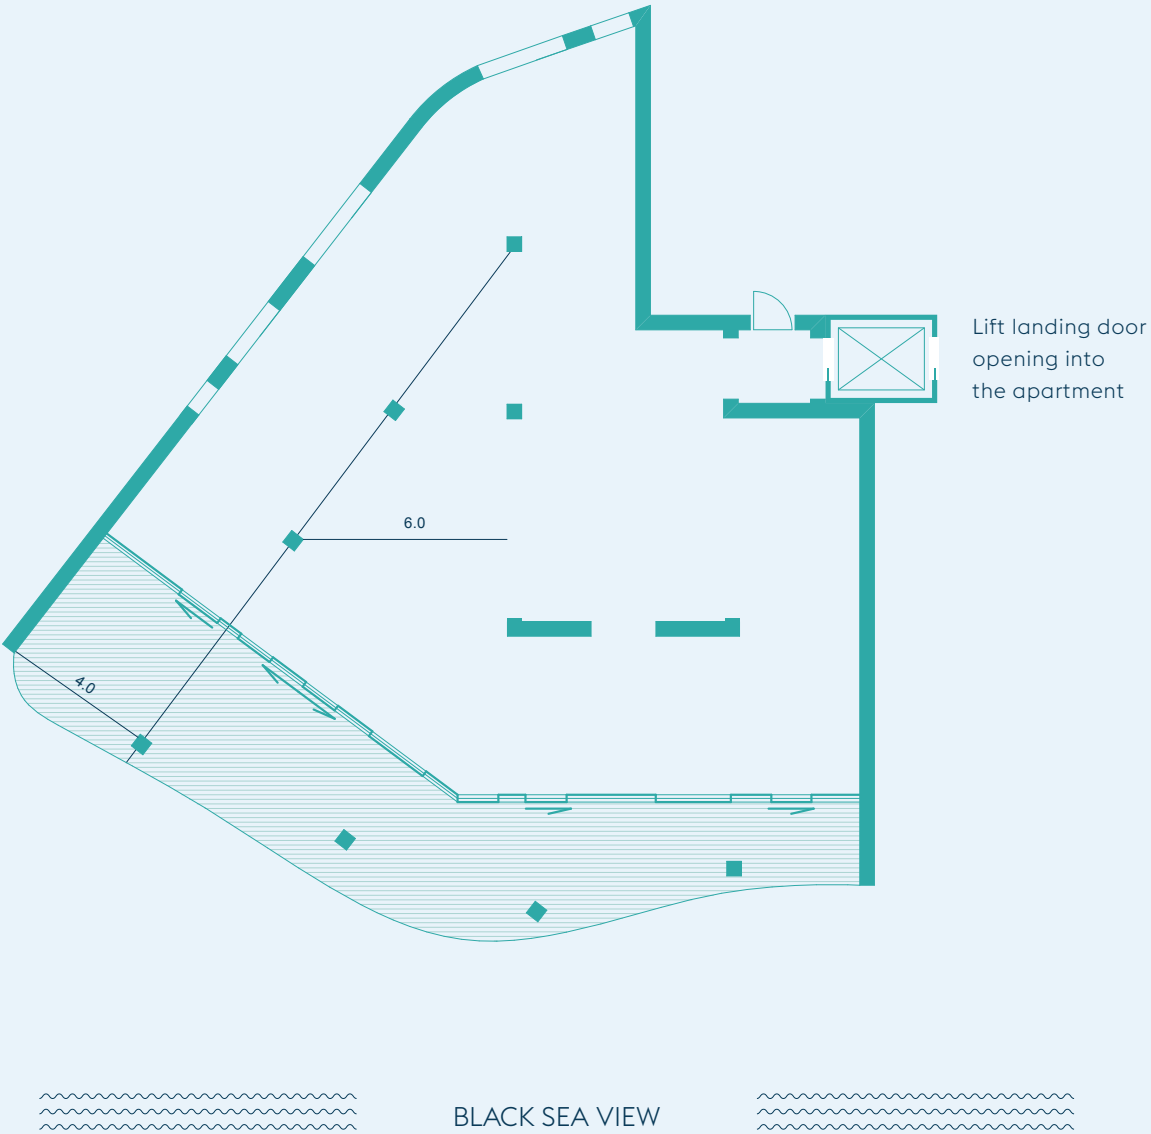 Lift landing door
opening into
the apartment
6.0
4.0
BLACK SEA VIEW